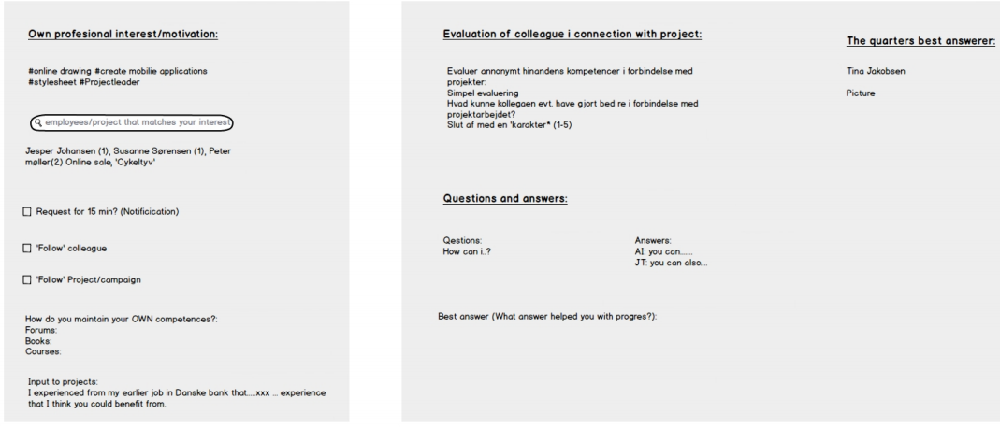 Own profesional interest/motivation:
#online drawing #create mobilie applications
#stylesheet #Projectleader
employees/project that matches your interest
Jesper Johansen (1), Susanne Sørensen (1), Peter
møller(2) Online sale, 'Cykeltyv'
Request for 15 min? (Notificication)
'Follow' colleague
'Follow' Project/campaign
How do you maintain your OWN competences?:
Forums:
Books:
Courses:
Input to projects:
I experienced from my earlier job in Danske bank that....xxx ... experience
that I think you could benefit from.
Evaluation of colleague i connection with project:
Evaluer annonymt hinandens kompetencer i forbindelse med
projekter:
Simpel evaluering
Hvad kunne kollegaen evt. have gjort bed re i forbindelse med
projektarbejdet?
Slut af med en 'karakter* (1-5)
Questions and answers:
Qestions:
How can i..?
Answers:
AI: you can......
JT: you can also...
Best answer (What answer helped you with progres?):
The quarters best answerer:
Tina Jakobsen
Picture